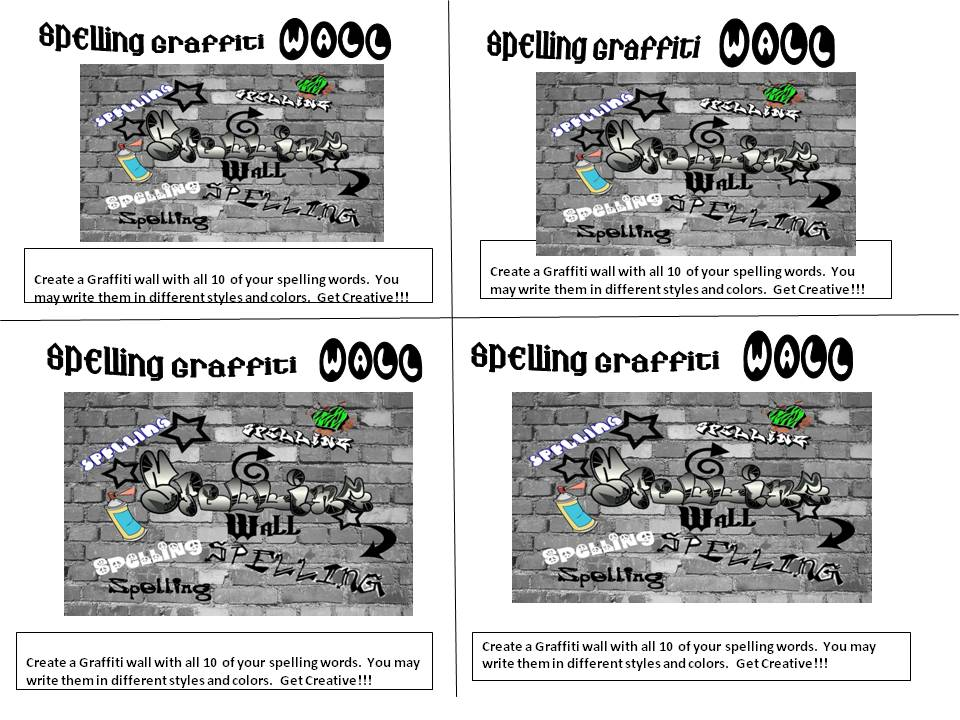 Spelling Graffiti WALL
SPELLING
SPELLING
Spelling
Wall
Spelling
SPELLING
Spelling
Create a Graffiti wall with all 10 of your spelling words. You
may write them in different styles and colors. Get Creative!!!
Spelling Graffiti WALL
SPELLING
SPELLING
Spelling
Wall
Spelling
SPELLING
Spelling
Create a Graffiti wall with all 10 of your spelling words. You
may write them in different styles and colors. Get Creative!!!
Spelling Graffiti WALL
SPELLING
SPELLING
Spelling
Wall
Spelling
SPELLING
Spelling
Create a Graffiti wall with all 10 of your spelling words. You may
write them in different styles and colors. Get Creative!!!
Spelling Graffiti WALL
SPELLING
SPELLING
Spelling
Wall
Spelling
SPELLING
Spelling
Create a Graffiti wall with all 10 of your spelling words. You may
write them in different styles and colors. Get Creative!!!